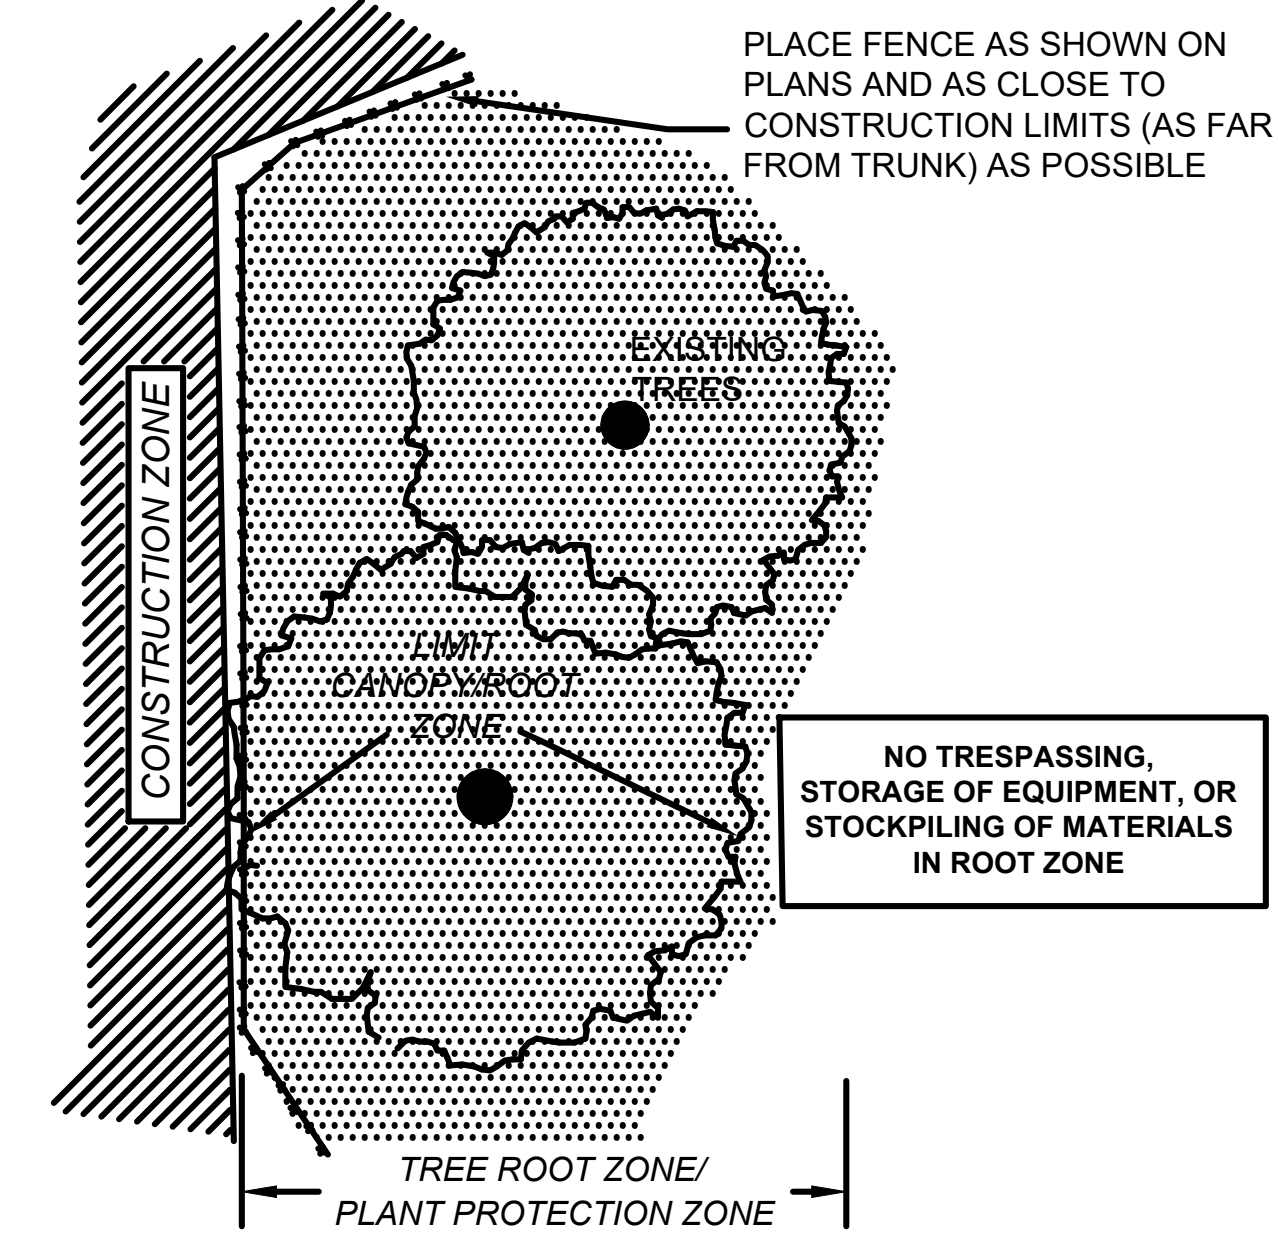 PLACE FENCE AS SHOWN ON
PLANS AND AS CLOSE TO
CONSTRUCTION LIMITS (AS FAR
FROM TRUNK) AS POSSIBLE
EXISTING
TREES
CONSTRUCTION ZONE
LIMIT
CANOPY/ROOT
ZONE
NO TRESPASSING,
STORAGE OF EQUIPMENT, OR
STOCKPILING OF MATERIALS
IN ROOT ZONE
TREE ROOT ZONE/
PLANT PROTECTION ZONE